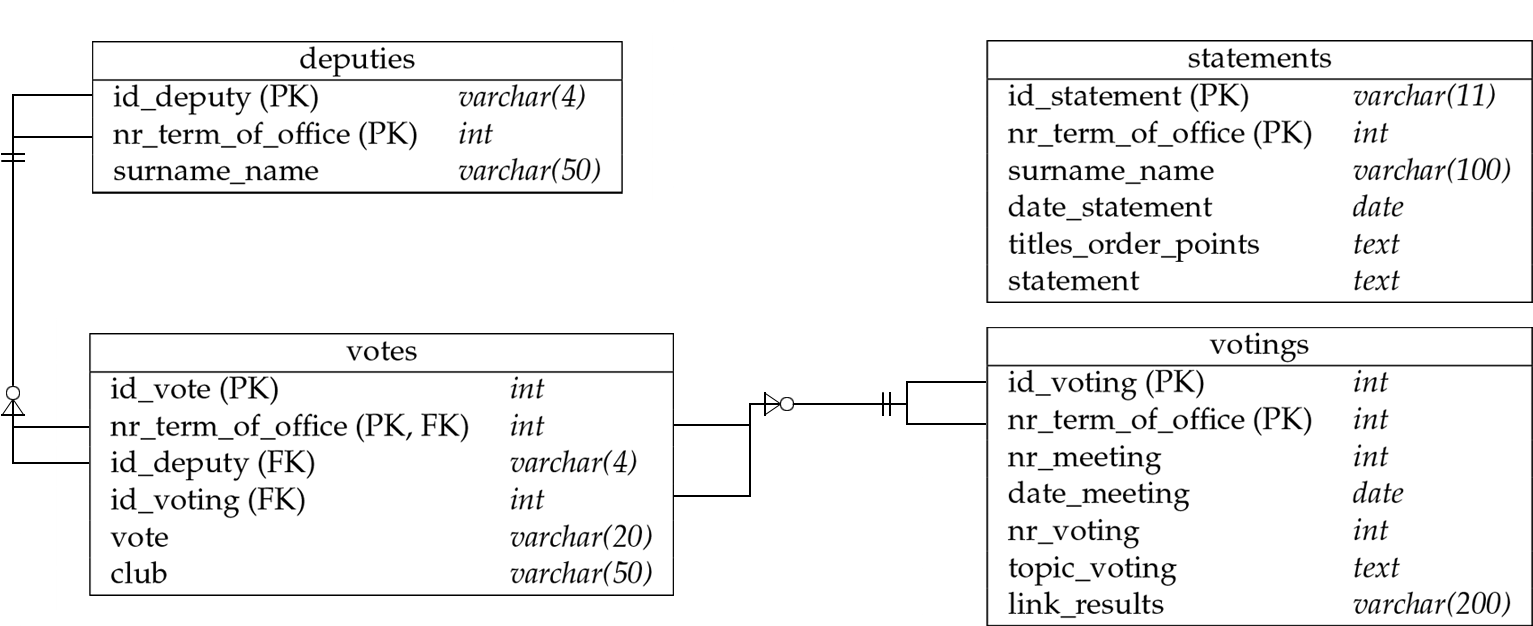 deputies
id_deputy (PK) varchar(4)
nr_term_of_office (PK) int
surname_name varchar(50)
statements
id_statement (PK) varchar(11)
nr_term_of_office (PK) int
surname_name varchar(100)
date_statement date
titles_order_points text
statement text
votes
id_vote (PK) int
nr_term_of_office (PK, FK) int
id_deputy (FK) varchar(4)
id_voting (FK) int
vote varchar(20)
club varchar(50)
votings
id_voting (PK) int
nr_term_of_office (PK) int
nr_meeting int
date_meeting date
nr_voting int
topic_voting text
link_results varchar(200)